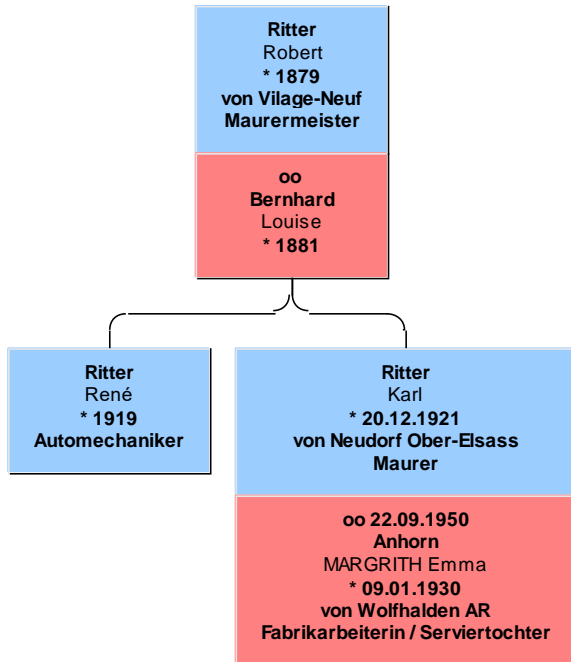 Ritter
Robert
* 1879
von Vilage-Neuf
Maurermeister
oo
Bernhard
Louise
* 1881
Ritter
René
* 1919
Automechaniker
Ritter
Karl
* 20.12.1921
von Neudorf Ober-Elsass
Maurer
oo 22.09.1950
Anhorn
MARGRITH Emma
* 09.01.1930
von Wolfhalden AR
Fabrikarbeiterin / Serviertochter